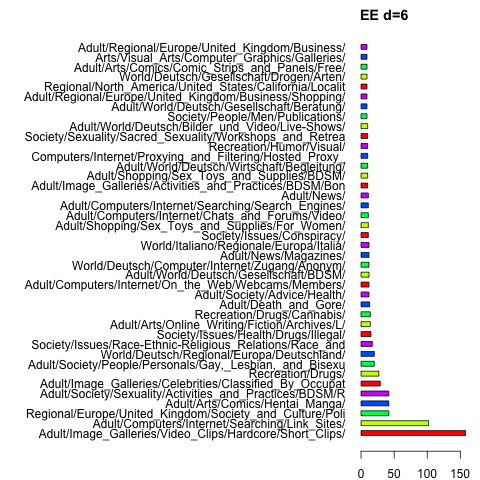 EE d=6
Adult/Regional/Europe/United_Kingdom/Business/
Arts/Visual_Arts/Computer_Graphics/Galleries/
Adult/Arts/Comics/Comic_Strips_and_Panels/Free/
World/Deutsch/Gesellschaft/Drogen/Arten/
Regional/North_America/United_States/California/Localit
Adult/Regional/Europe/United_Kingdom/Business/Shopping/
Adult/World/Deutsch/Gesellschaft/Beratung/
Society/People/Men/Publications/
Adult/World/Deutsch/Bilder_und_Video/Live-Shows/
Society/Sexuality/Sacred_Sexuality/Workshops_and_Retrea
Recreation/Humor/Visual/
Computers/Internet/Proxying_and_Filtering/Hosted_Proxy_
Adult/World/Deutsch/Wirtschaft/Begleitung/
Adult/Shopping/Sex_Toys_and_Supplies/BDSM/
Adult/Image_Galleries/Activities_and_Practices/BDSM/Bon
Adult/News/
Adult/Computers/Internet/Searching/Search_Engines/
Adult/Computers/Internet/Chats_and_Forums/Video/
Adult/Shopping/Sex_Toys_and_Supplies/For_Women/
Society/Issues/Conspiracy/
World/Italiano/Regionale/Europa/Italia/
Adult/News/Magazines/
World/Deutsch/Computer/Internet/Zugang/Anonym/
Adult/World/Deutsch/Gesellschaft/BDSM/
Adult/Computers/Internet/On_the_Web/Webcams/Members/
Adult/Society/Advice/Health/
Adult/Death_and_Gore/
Recreation/Drugs/Cannabis/
Adult/Arts/Online_Writing/Fiction/Archives/L/
Society/Issues/Health/Drugs/Illegal/
Society/Issues/Race-Ethnic-Religious_Relations/Race_and
World/Deutsch/Regional/Europa/Deutschland/
Adult/Society/People/Personals/Gay,_Lesbian,_and_Bisexu
Recreation/Drugs/
Adult/Image_Galleries/Celebrities/Classified_By_Occupat
Adult/Society/Sexuality/Activities_and_Practices/BDSM/R
Adult/Arts/Comics/Hentai_Manga/
Regional/Europe/United_Kingdom/Society_and_Culture/Poli
Adult/Computers/Internet/Searching/Link_Sites/
Adult/Image_Galleries/Video_Clips/Hardcore/Short_Clips/
0 50 100 150